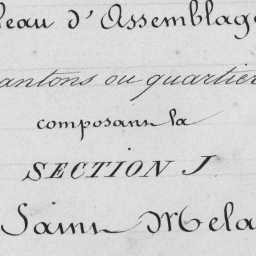 leau d'Assemblage
antons ou quartier
composant la
SECTION J
Saint Mela